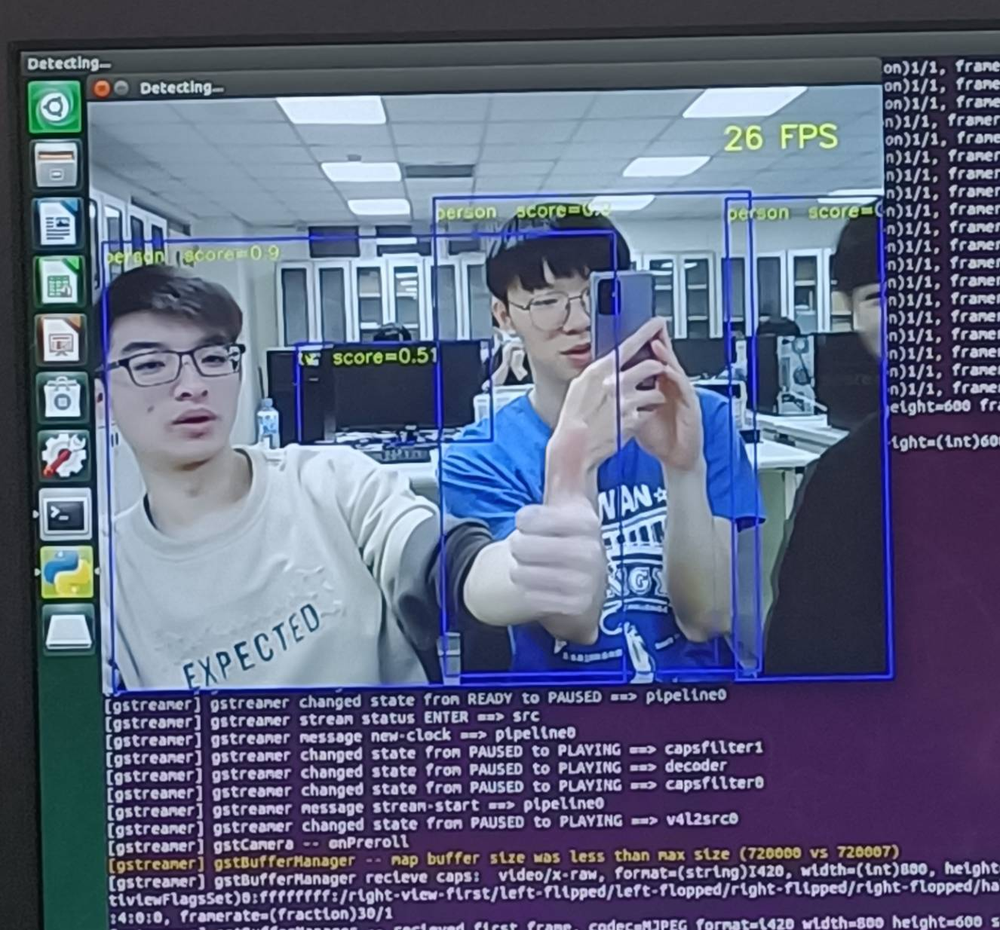 Detecting...
Detecting...
26 FPS
person score=0.
person score=
person score=0.9
tv score=0.51
EXPECTED
WAN
on)1/1, frame
on)1/1, frame
on)1/1, frame
n)1/1, framer
on)1/1, frame
n)1/1, framer
n)1/1, framer
n)1/1, framer
n)1/1, framer
n)1/1, framer
n)1/1, framer
n)1/1, framer
n)1/1, framer
n)1/1, framer
n)1/1, framer
n)1/1, framer
n)1/1, framer
n)1/1, framer
n)1/1, frame
eight=600 fra
ight=(int)60
[gstreamer] gstreamer changed state from READY to PAUSED ==> pipeline0
[gstreamer] gstreamer stream status ENTER ==> src
[gstreamer] gstreamer message new-clock ==> pipeline0
[gstreamer] gstreamer changed state from PAUSED to PLAYING ==> capsfilter1
[gstreamer] gstreamer changed state from PAUSED to PLAYING ==> decoder
[gstreamer] gstreamer changed state from PAUSED to PLAYING ==> capsfilter0
[gstreamer] gstreamer message stream-start ==> pipeline0
[gstreamer] gstreamer changed state from PAUSED to PLAYING ==> v4l2src0
[gstreamer] gstCamera -- onPreroll
[gstreamer] gstBufferManager -- map buffer size was less than max size (720000 vs 720007)
[gstreamer] gstBufferManager recieve caps: video/x-raw, format=(string)I420, width=(int)800, height
tiviewFlagsSet)0:ffffffff:/right-view-first/left-flipped/left-flopped/right-flipped/right-flopped/ha
:4:0:0, framerate=(fraction)30/1
recieved first frame, codec=MJPEG format=i420 width=800 height=600 s